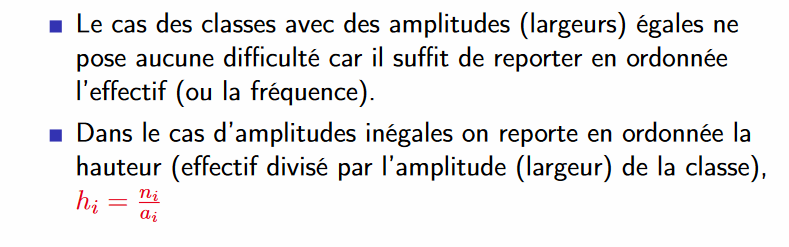 Le cas des classes avec des amplitudes (largeurs) égales ne
pose aucune difficulté car il suffit de reporter en ordonnée
l'effectif (ou la fréquence).
Dans le cas d'amplitudes inégales on reporte en ordonnée la
hauteur (effectif divisé par l'amplitude (largeur) de la classe),
h_i = n_i/a_i